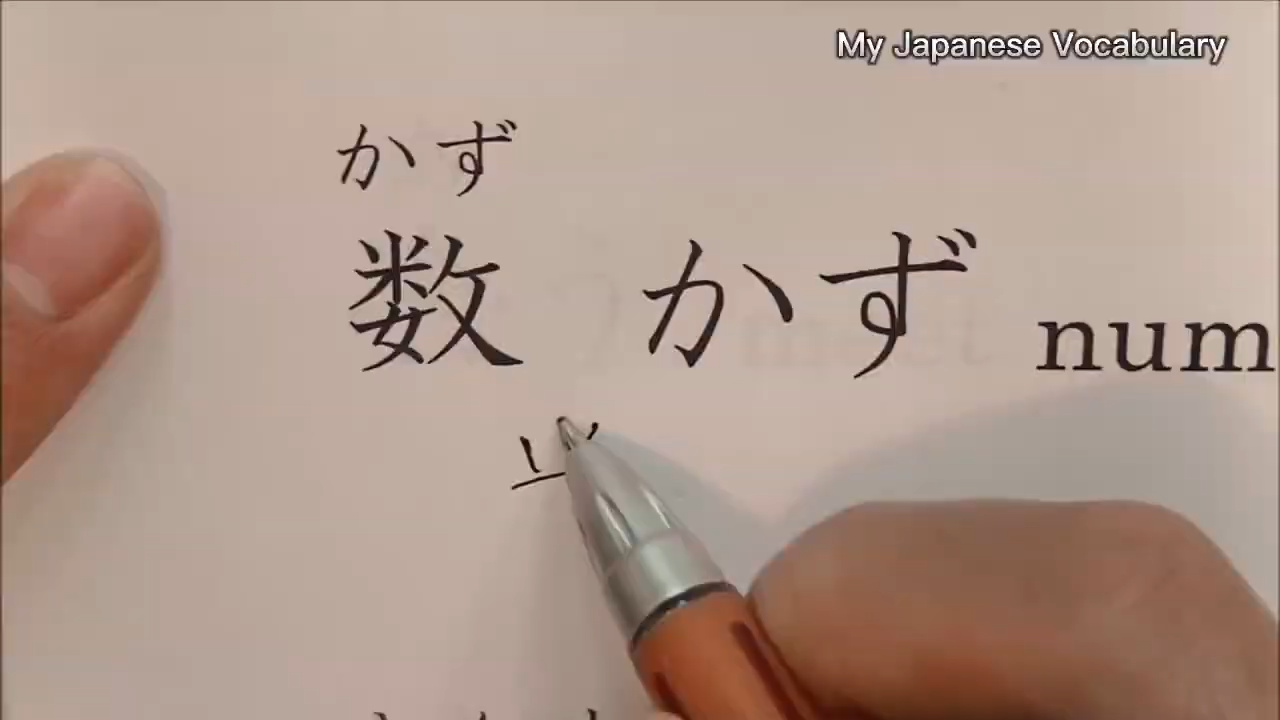 My Japanese Vocabulary
かず
数 かず num